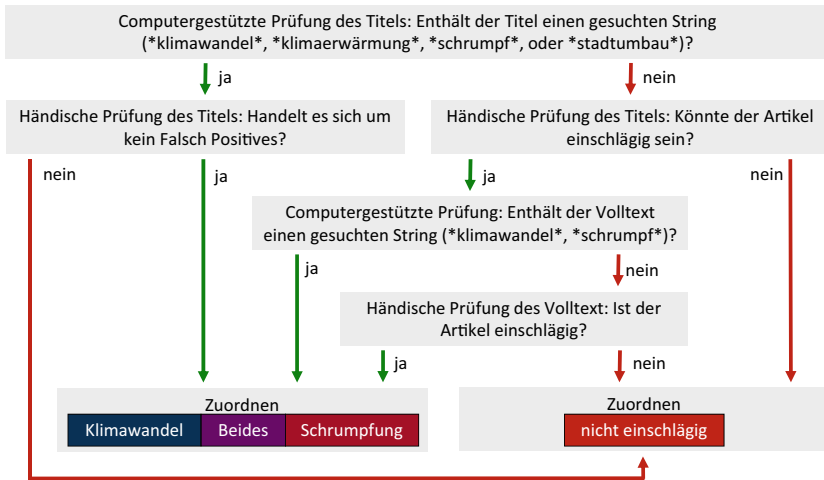 Computergestützte Prüfung des Titels: Enthält der Titel einen gesuchten String
(*klimawandel*, *klimaerwärmung*, *schrumpf*, oder *stadtumbau*)?
ja
nein
Händische Prüfung des Titels: Handelt es sich um
kein Falsch Positives?
Händische Prüfung des Titels: Könnte der Artikel
einschlägig sein?
nein
ja
ja
nein
Computergestützte Prüfung: Enthält der Volltext
einen gesuchten String (*klimawandel*, *schrumpf*)?
ja
nein
Händische Prüfung des Volltext: Ist der
Artikel einschlägig?
ja
nein
Zuordnen
Klimawandel
Beides
Schrumpfung
Zuordnen
nicht einschlägig